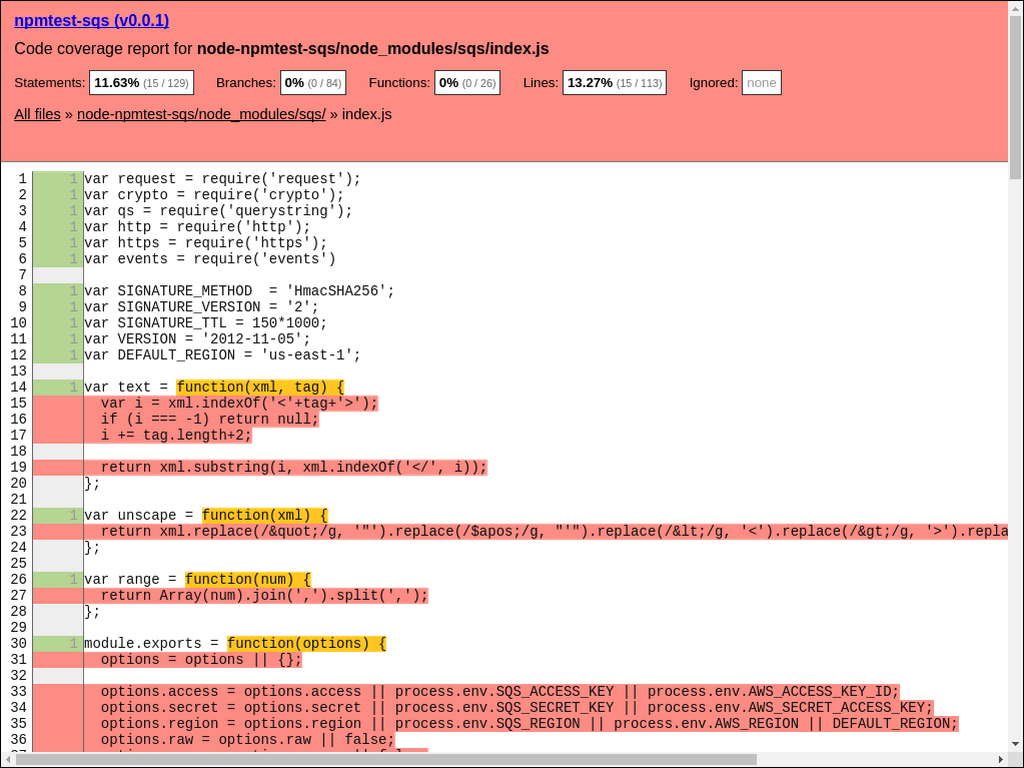 npmtest-sqs (v0.0.1)
Code coverage report for node-npmtest-sqs/node_modules/sqs/index.js
Statements: 11.63% (15 / 129) Branches: 0% (0 / 84) Functions: 0% (0 / 26) Lines: 13.27% (15 / 113) Ignored: none
All files » node-npmtest-sqs/node_modules/sqs/ » index.js
1 1 var request = require('request');
2 1 var crypto = require('crypto');
3 1 var qs = require('querystring');
4 1 var http = require('http');
5 1 var https = require('https');
6 1 var events = require('events')
7
8 1 var SIGNATURE_METHOD  = 'HmacSHA256';
9 1 var SIGNATURE_VERSION = '2';
10 1 var SIGNATURE_TTL = 150*1000;
11 1 var VERSION = '2012-11-05';
12 1 var DEFAULT_REGION = 'us-east-1';
13
14 1 var text = function(xml, tag) {
15   var i = xml.indexOf('<'+tag+'>');
16   if (i === -1) return null;
17   i += tag.length+2;
18
19   return xml.substring(i, xml.indexOf('</', i));
20 };
21
22 1 var unscape = function(xml) {
23   return xml.replace(/&quot;/g, '"').replace(/$apos;/g, "'").replace(/&lt;/g, '<').replace(/&gt;/g, '>').repla
24 };
25
26 1 var range = function(num) {
27   return Array(num).join(',').split(',');
28 };
29
30 1 module.exports = function(options) {
31   options = options || {};
32
33   options.access = options.access || process.env.SQS_ACCESS_KEY || process.env.AWS_ACCESS_KEY_ID;
34   options.secret = options.secret || process.env.SQS_SECRET_KEY || process.env.AWS_SECRET_ACCESS_KEY;
35   options.region = options.region || process.env.SQS_REGION || process.env.AWS_REGION || DEFAULT_REGION;
36   options.raw = options.raw || false;